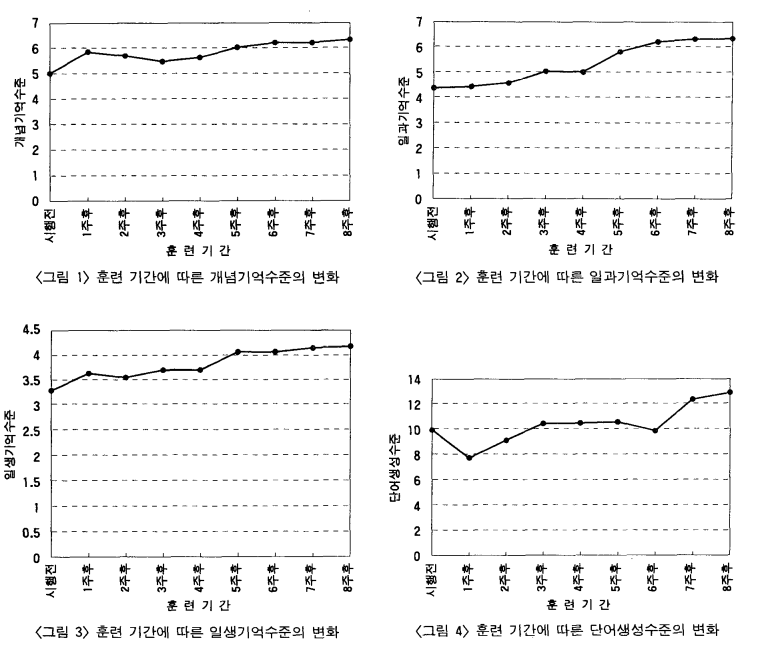 7
6
5
4
3
2
1
0
개념기억수준
시행전 1주후 2주후 3주후 4주후 5주후 6주후 7주후 8주후
훈 련 기 간
〈그림 1〉 훈련 기간에 따른 개념기억수준의 변화
7
6
5
4
3
2
1
0
일과기억수준
시행전 1주후 2주후 3주후 4주후 5주후 6주후 7주후 8주후
훈 련 기 간
〈그림 2〉 훈련 기간에 따른 일과기억수준의 변화
4.5
4
3.5
3
2.5
2
1.5
1
0.5
0
일생기억수준
시행전 1주후 2주후 3주후 4주후 5주후 6주후 7주후 8주후
훈 련 기 간
〈그림 3〉 훈련 기간에 따른 일생기억수준의 변화
14
12
10
8
6
4
2
0
단어생성수준
시행전 1주후 2주후 3주후 4주후 5주후 6주후 7주후 8주후
훈 련 기 간
〈그림 4〉 훈련 기간에 따른 단어생성수준의 변화